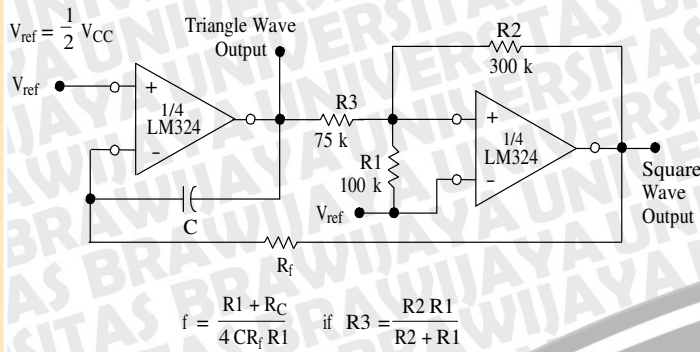 V_ref = 1/2 V_CC
Triangle Wave
Output
V_ref
+
1/4
LM324
−
C
R_f
R3
75 k
R1
100 k
V_ref
R2
300 k
+
1/4
LM324
−
Square
Wave
Output
f = (R1 + R_C)/(4 CR_f R1) if R3 = (R2 R1)/(R2 + R1)